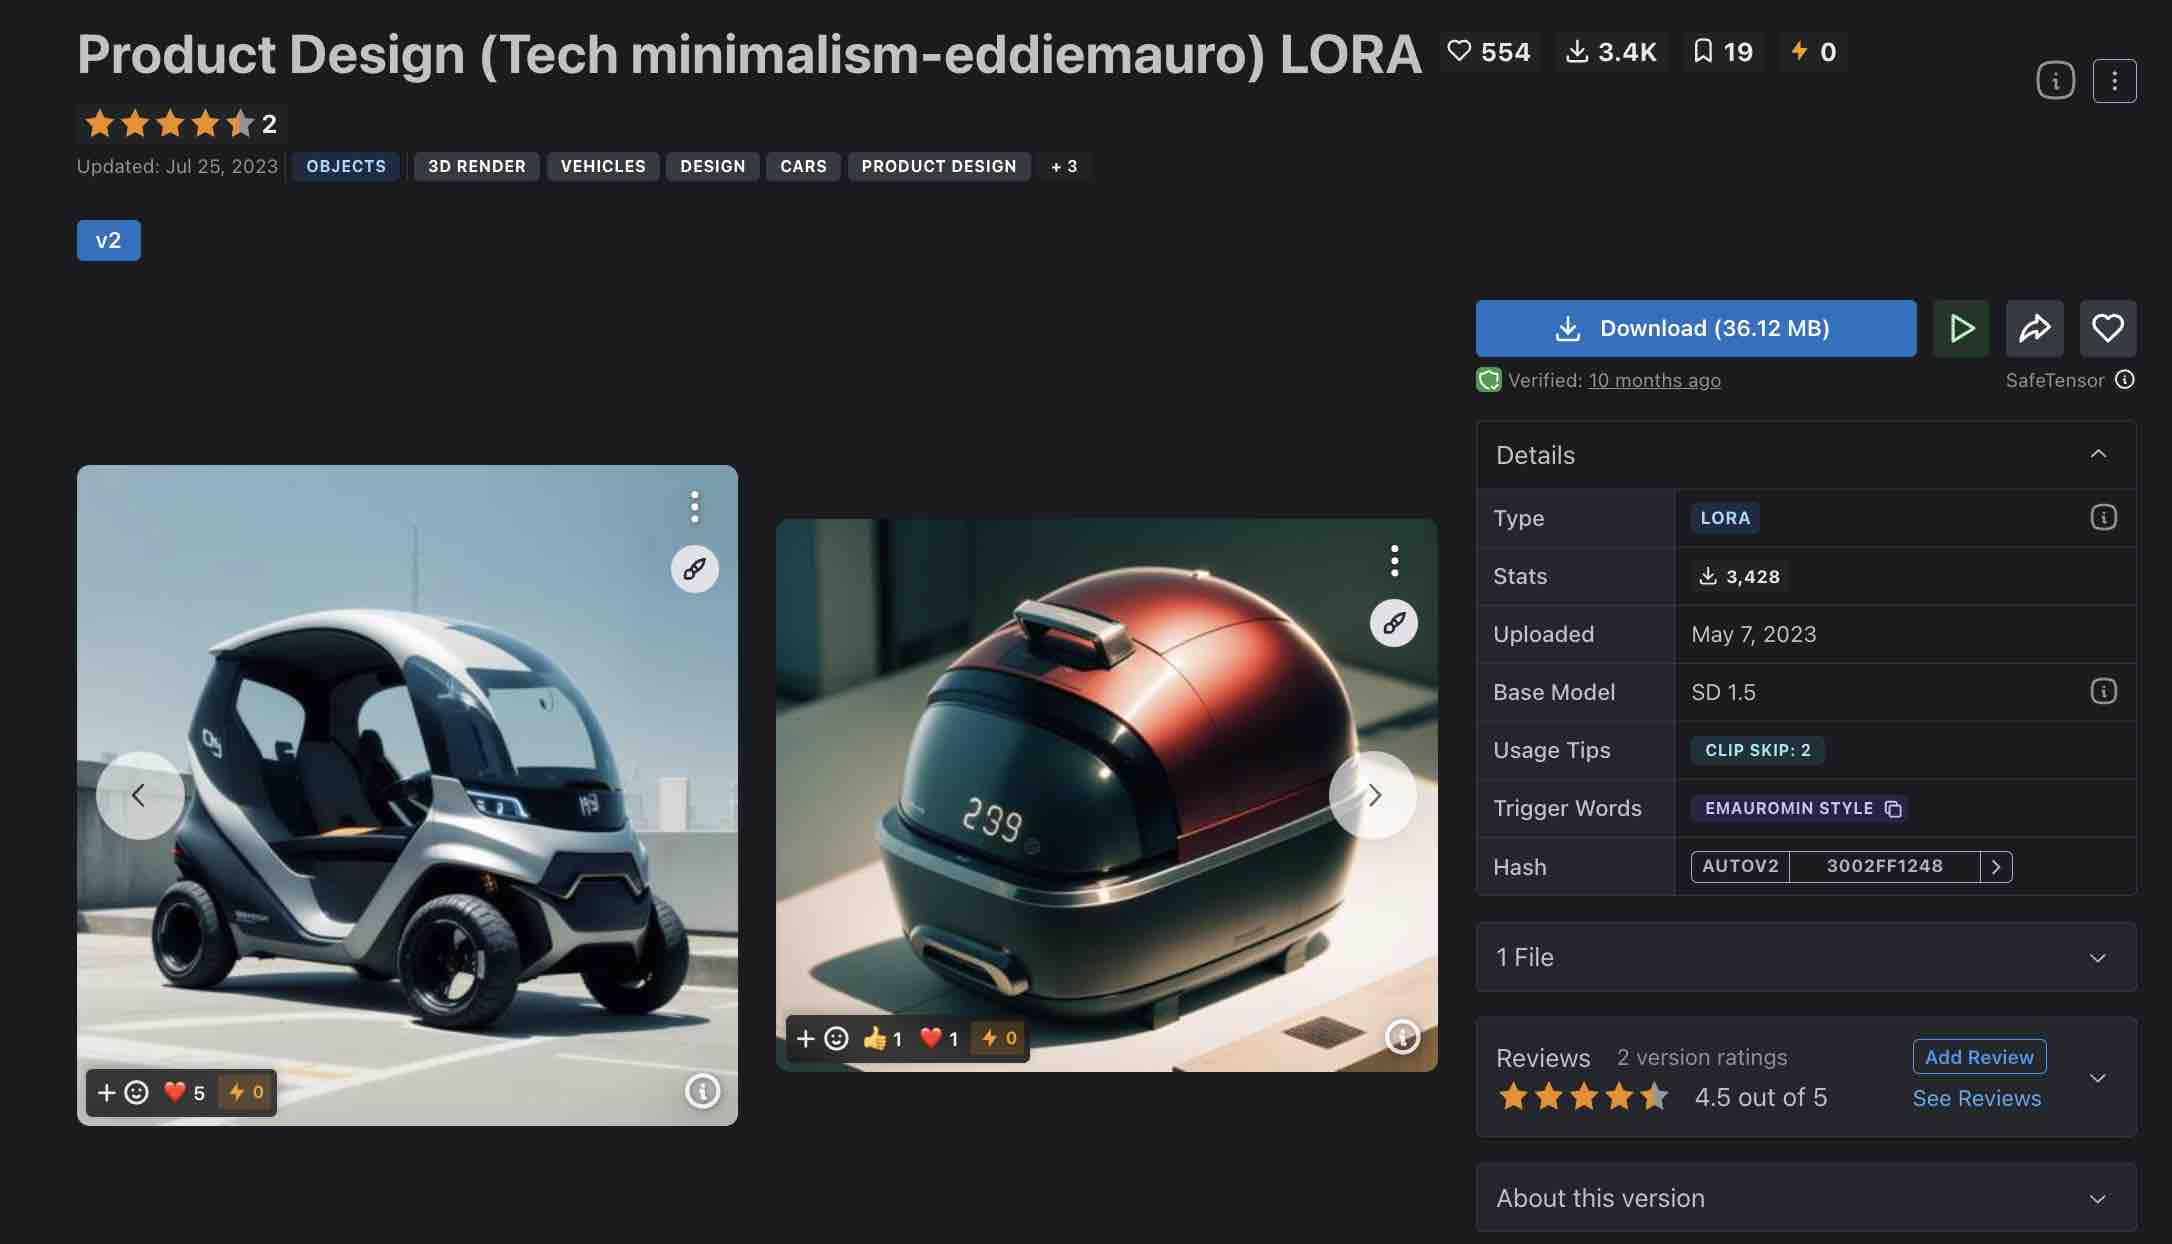 Product Design (Tech minimalism-eddiemauro) LORA 554 3.4K 19 0
2
Updated: Jul 25, 2023 OBJECTS 3D RENDER VEHICLES DESIGN CARS PRODUCT DESIGN + 3
v2
Download (36.12 MB)
Verified: 10 months ago SafeTensor
Details
Type LORA
Stats 3,428
Uploaded May 7, 2023
Base Model SD 1.5
Usage Tips CLIP SKIP: 2
Trigger Words EMAUROMIN STYLE
Hash AUTOV2 3002FF1248
239
1 1 0
5 0
1 File
Reviews 2 version ratings Add Review
4.5 out of 5 See Reviews
About this version